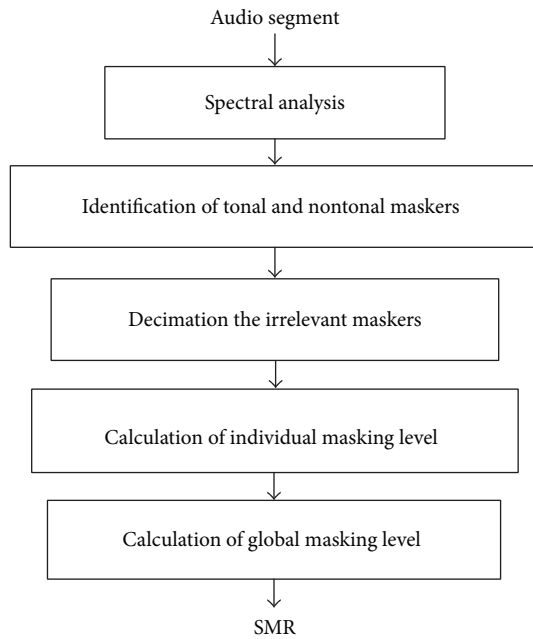 Audio segment
Spectral analysis
Identification of tonal and nontonal maskers
Decimation the irrelevant maskers
Calculation of individual masking level
Calculation of global masking level
SMR